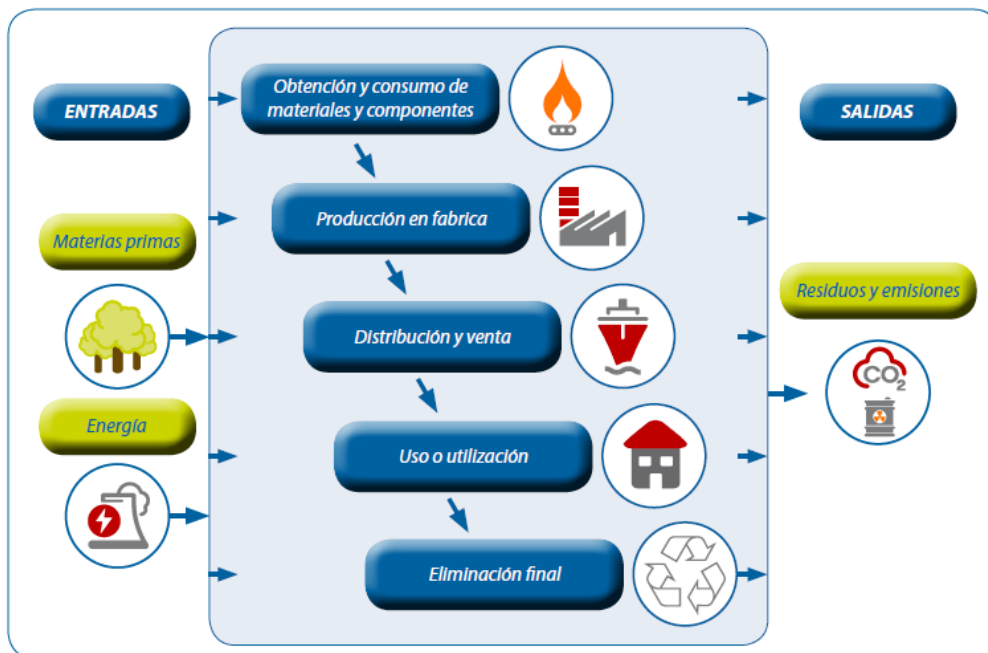 ENTRADAS
Obtención y consumo de
materiales y componentes
SALIDAS
Producción en fabrica
Materias primas
Residuos y emisiones
Distribución y venta
CO2
Energía
Uso o utilización
Eliminación final